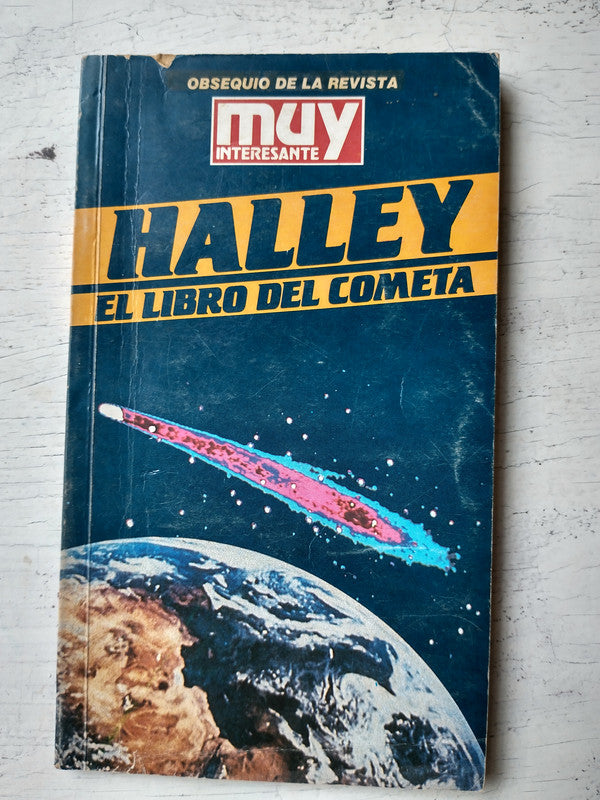 OBSEQUIO DE LA REVISTA
muy
INTERESANTE
HALLEY
EL LIBRO DEL COMETA